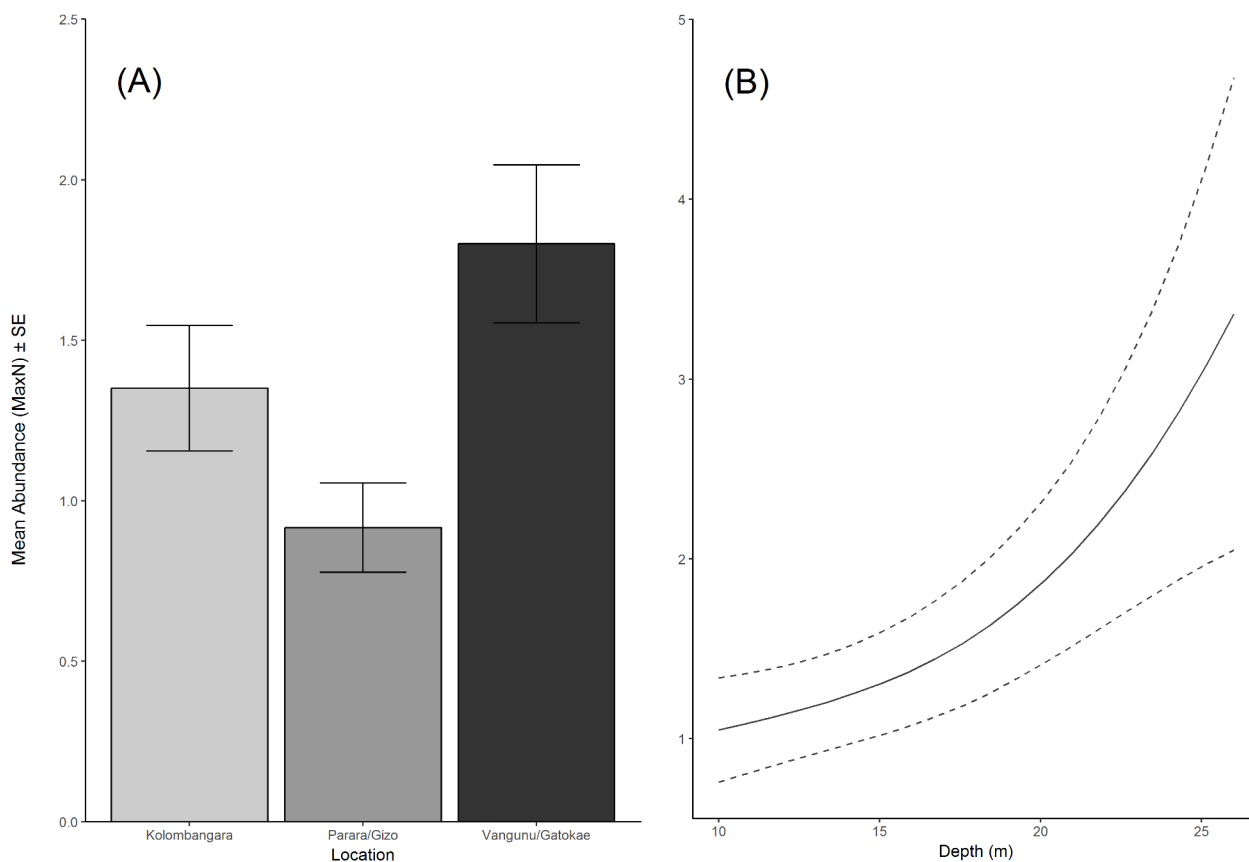 (A)
Mean Abundance (MaxN) ± SE
2.5
2.0
1.5
1.0
0.5
0.0
Kolombangara Parara/Gizo Vangunu/Gatokae
Location
(B)
5
4
3
2
1
10 15 20 25
Depth (m)